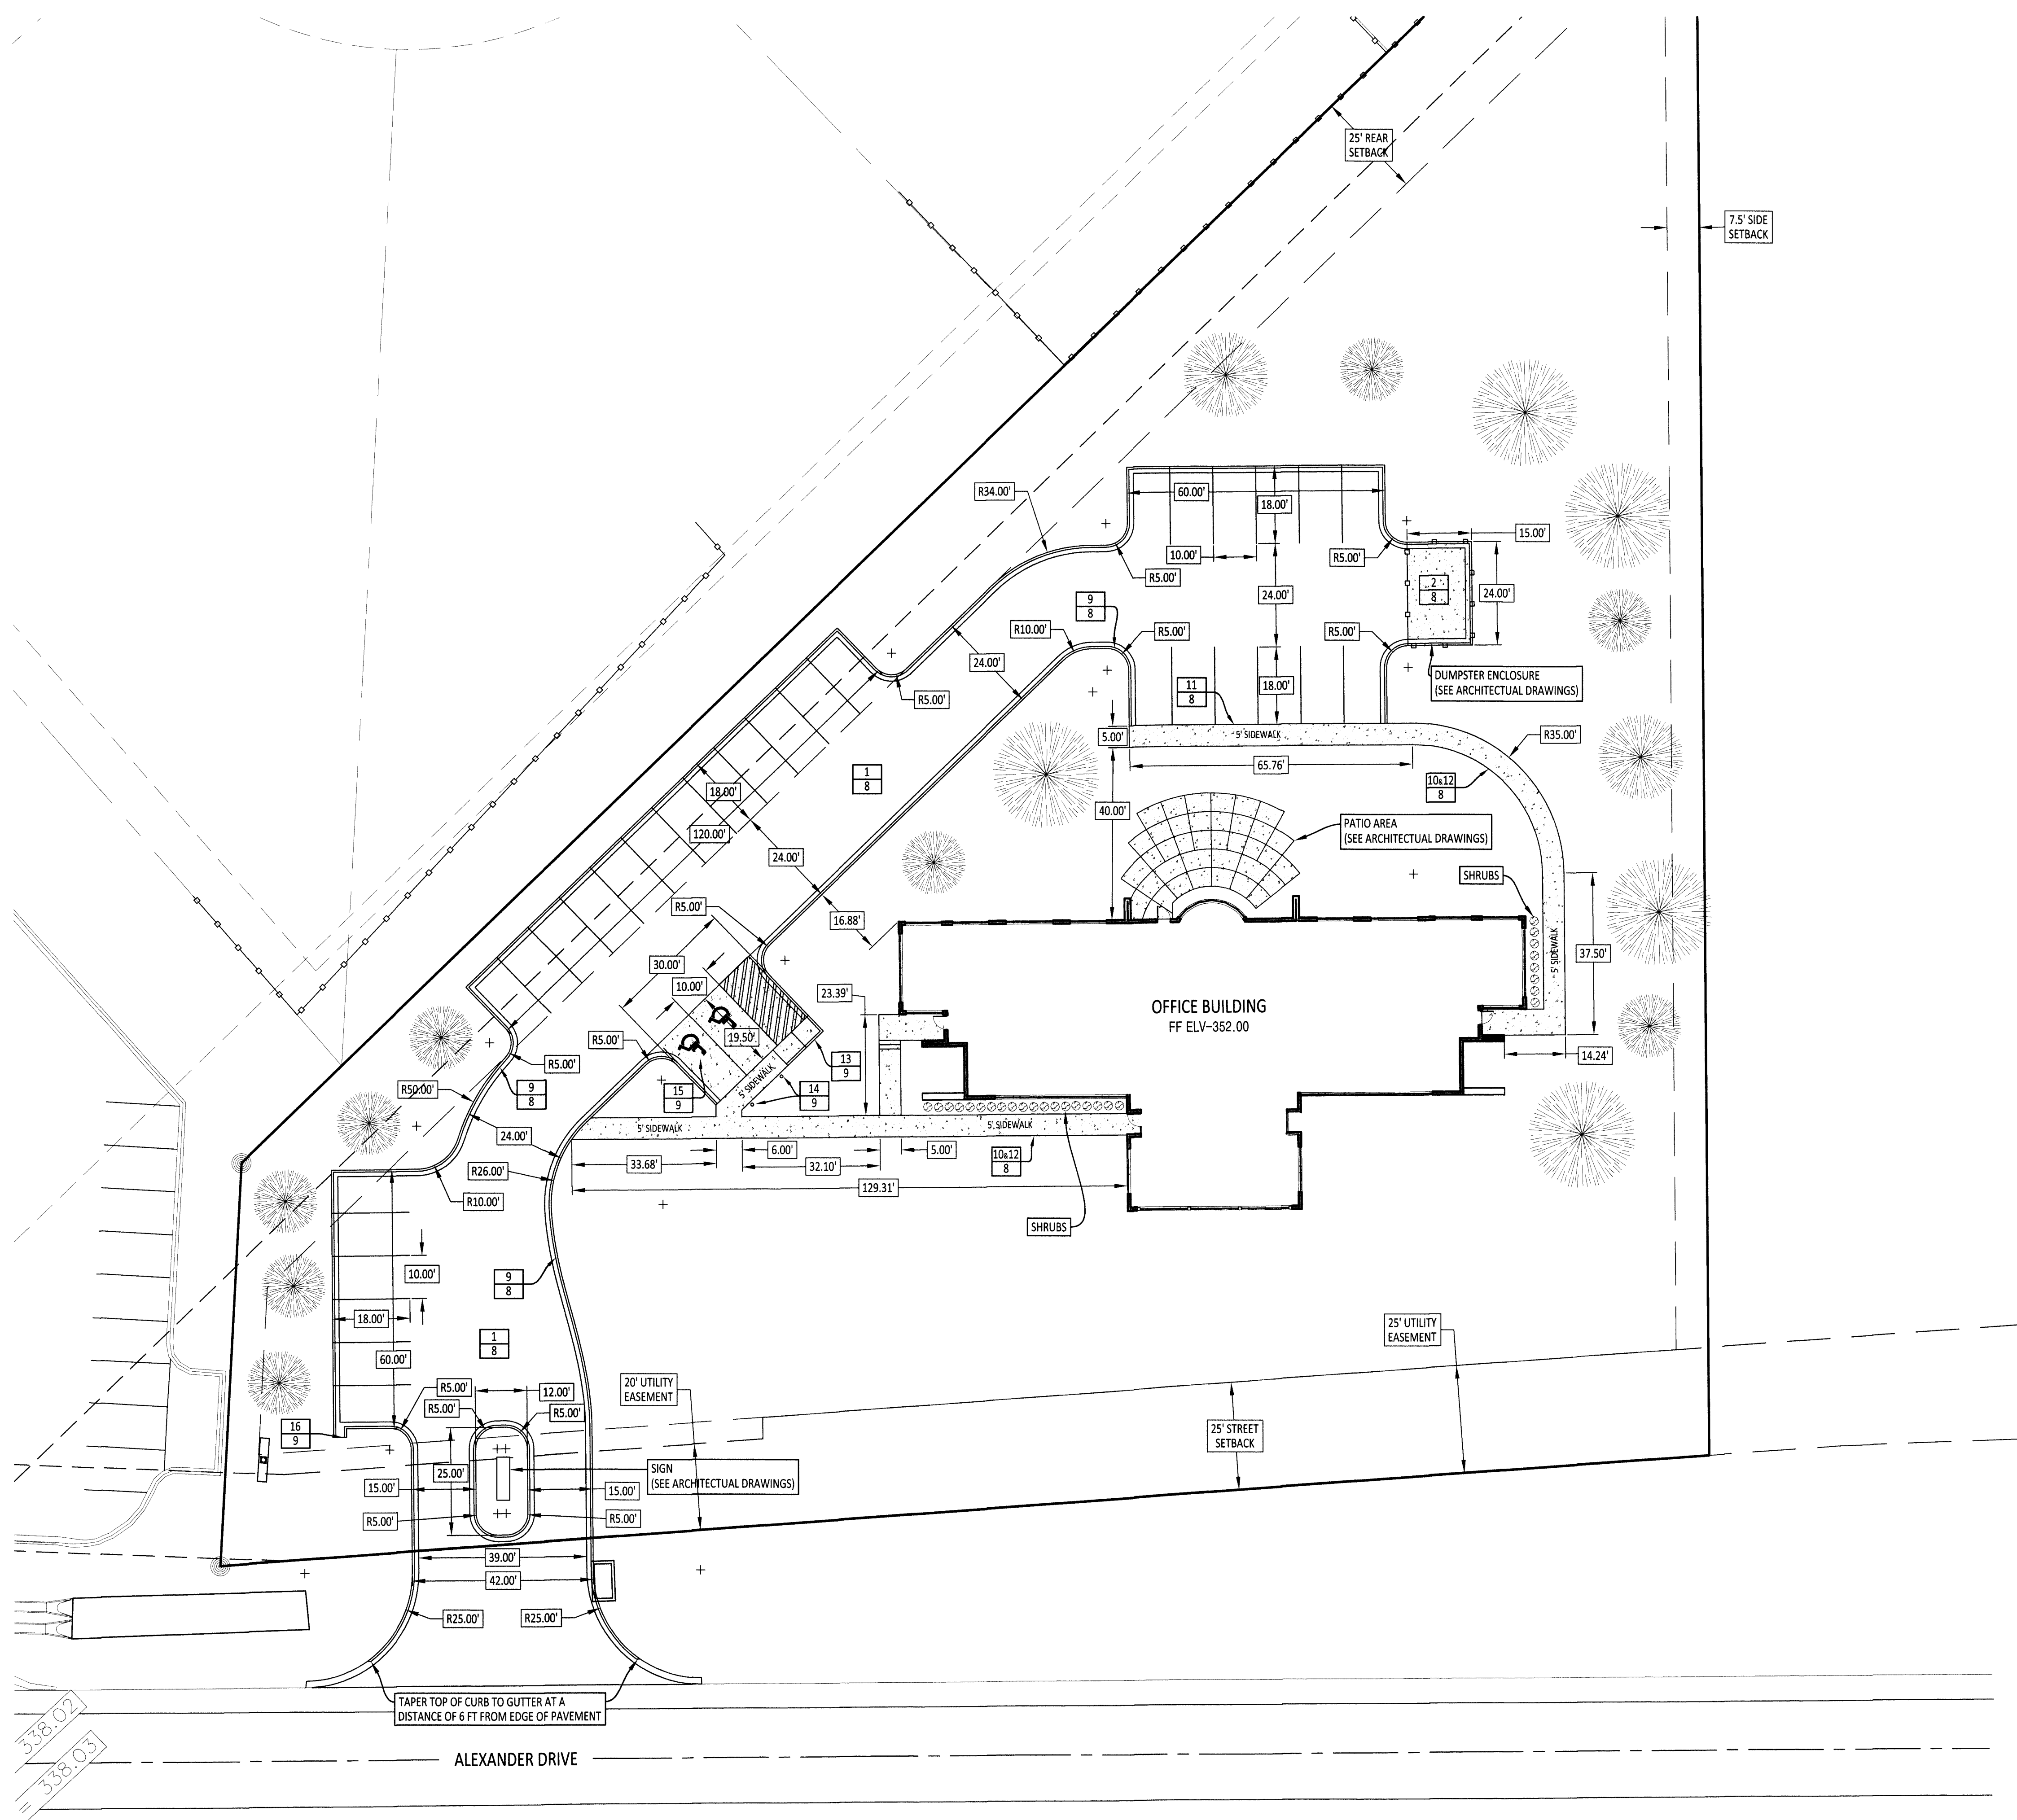 25' REAR
SETBACK
7.5' SIDE
SETBACK
R34.00'
60.00'
18.00'
15.00'
10.00'
R5.00'
R5.00'
2
8
24.00'
24.00'
9
8
R10.00'
R5.00'
R5.00'
24.00'
DUMPSTER ENCLOSURE
(SEE ARCHITECTUAL DRAWINGS)
11
8
18.00'
R5.00'
5.00'
5' SIDEWALK
R35.00'
65.76'
1
8
10&12
8
18.00'
40.00'
120.00'
PATIO AREA
(SEE ARCHITECTUAL DRAWINGS)
24.00'
SHRUBS
R5.00'
16.88'
5' SIDEWALK
37.50'
30.00'
10.00'
23.39'
OFFICE BUILDING
FF ELV-352.00
19.50'
R5.00'
13
9
14.24'
R5.00'
5' SIDEWALK
R50.00'
9
8
15
9
14
9
5' SIDEWALK
5' SIDEWALK
24.00'
6.00'
5.00'
10&12
8
R26.00'
33.68'
32.10'
129.31'
R10.00'
SHRUBS
10.00'
9
8
18.00'
1
8
25' UTILITY
EASEMENT
60.00'
20' UTILITY
EASEMENT
R5.00'
12.00'
R5.00'
R5.00'
16
9
25' STREET
SETBACK
25.00'
SIGN
(SEE ARCHITECTUAL DRAWINGS)
15.00'
15.00'
R5.00'
R5.00'
39.00'
42.00'
R25.00'
R25.00'
TAPER TOP OF CURB TO GUTTER AT A
DISTANCE OF 6 FT FROM EDGE OF PAVEMENT
338.02
= 338.03
ALEXANDER DRIVE